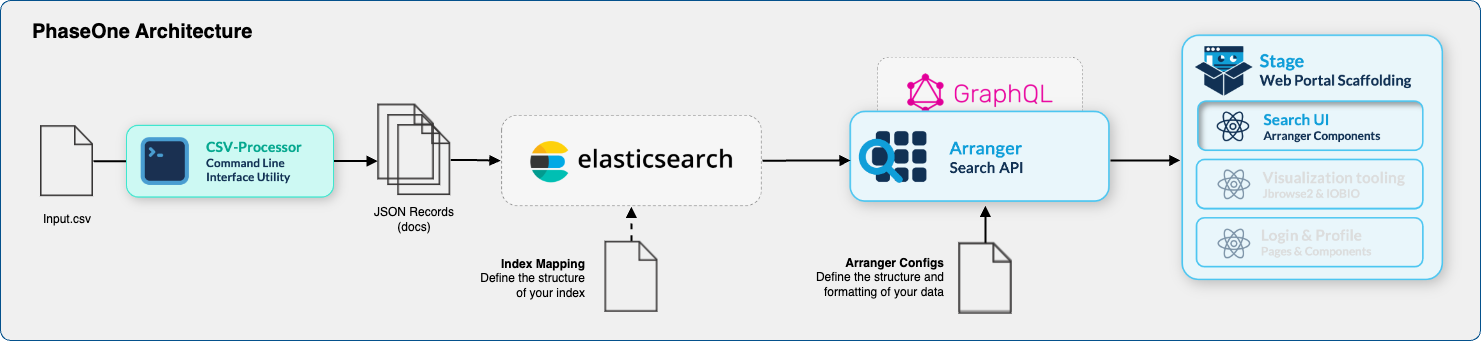 PhaseOne Architecture
Input.csv
CSV-Processor
Command Line
Interface Utility
JSON Records
(docs)
elasticsearch
Index Mapping
Define the structure
of your index
GraphQL
Arranger
Search API
Arranger Configs
Define the structure and
formatting of your data
Stage
Web Portal Scaffolding
Search UI
Arranger Components
Visualization tooling
Jbrowse2 & IOBIO
Login & Profile
Pages & Components